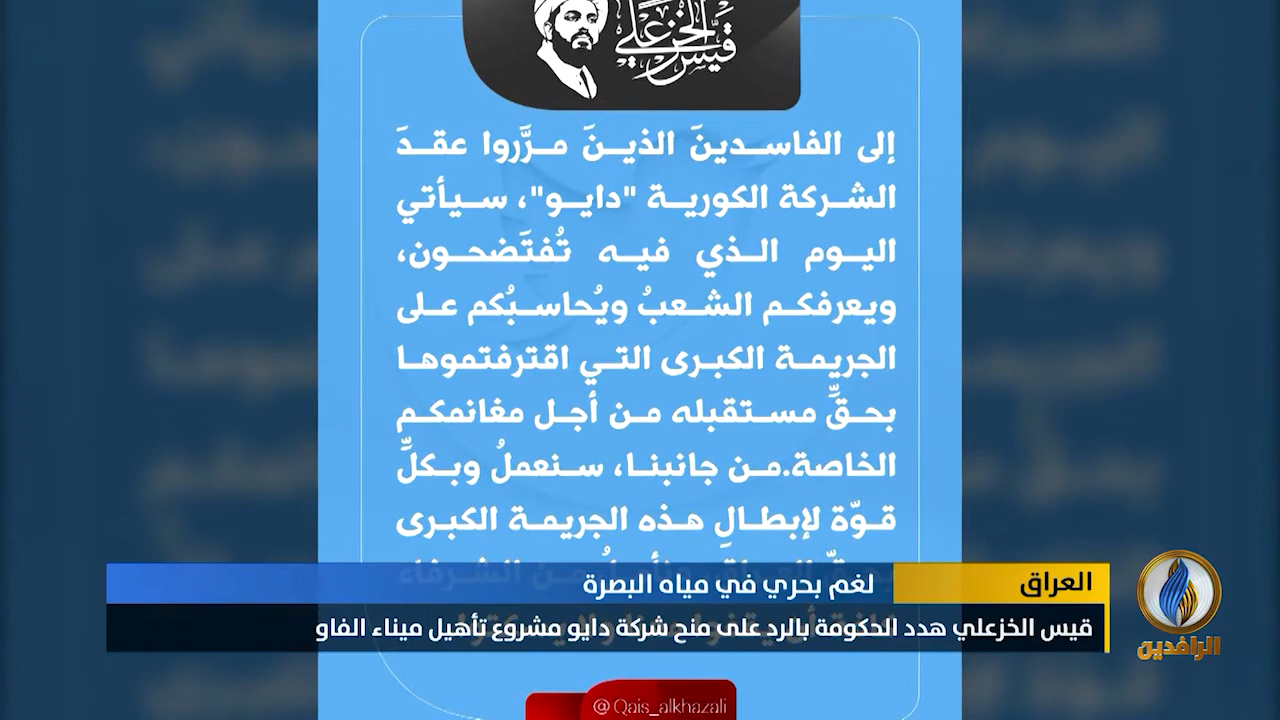 قيس الخزعلي
إلى الفاسدينَ الذينَ مرَّروا عقدَ
الشركة الكورية "دايو"، سيأتي
اليوم الذي فيه تُفتَضحون،
ويعرفكم الشعبُ ويُحاسبُكم على
الجريمة الكبرى التي اقترفتموها
بحقِّ مستقبله من أجل مغانمكم
الخاصة.من جانبنا، سنعملُ وبكلِّ
قوّة لإبطالِ هذه الجريمة الكبرى
العراق
لغم بحري في مياه البصرة
قيس الخزعلي هدد الحكومة بالرد على منح شركة دايو مشروع تأهيل ميناء الفاو
الرافدين
@Qais_alkhazali